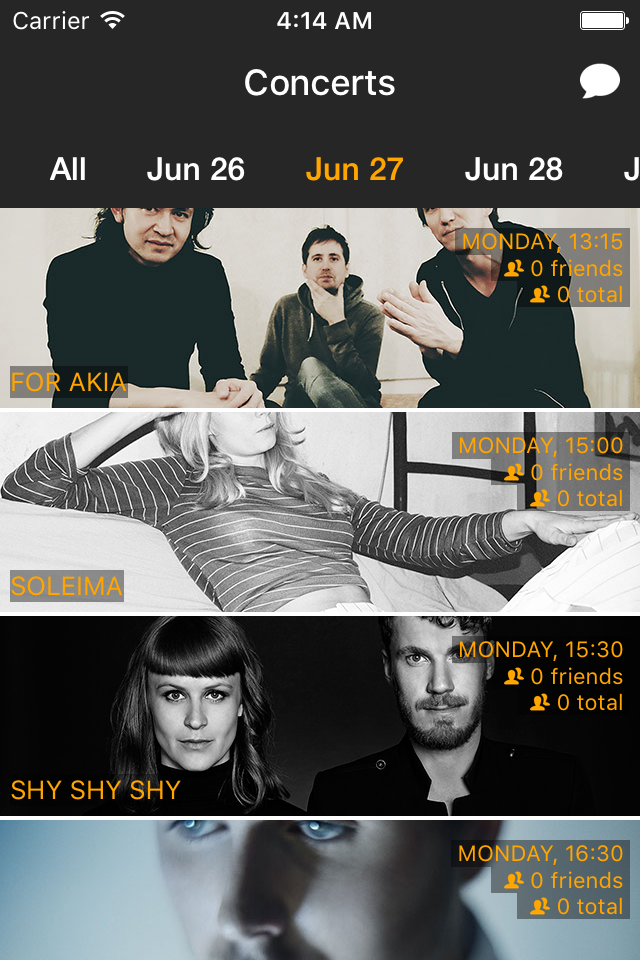 Carrier 4:14 AM
Concerts
All Jun 26 Jun 27 Jun 28 J
MONDAY, 13:15
0 friends
0 total
FOR AKIA
MONDAY, 15:00
0 friends
0 total
SOLEIMA
MONDAY, 15:30
0 friends
0 total
SHY SHY SHY
MONDAY, 16:30
0 friends
0 total